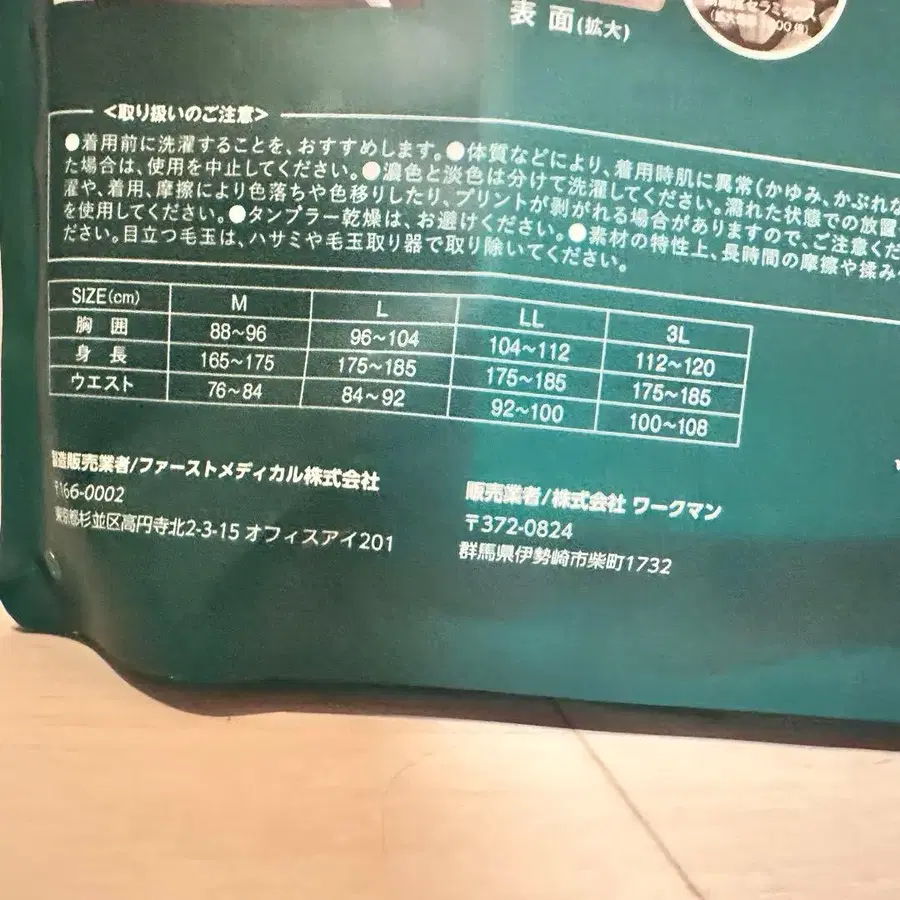 表面(拡大)
セラミックス
<取り扱いのご注意>
●着用前に洗濯することを、おすすめします。●体質などにより、着用時肌に異常(かゆみ、かぶれな
た場合は、使用を中止してください。●濃色と淡色は分けて洗濯してください。濡れた状態での放置
濯や、着用、摩擦により色落ちや色移りしたり、プリントが剥がれる場合がありますので、ご注意くだ
を使用してください。●タンブラー乾燥は、お避けください。●素材の特性上、長時間の摩擦や揉み
ださい。目立つ毛玉は、ハサミや毛玉取り器で取り除いてください。
SIZE(cm) M L LL 3L
胸囲 88~96 96~104 104~112 112~120
身長 165~175 175~185 175~185 175~185
ウエスト 76~84 84~92 92~100 100~108
製造販売業者/ファーストメディカル株式会社
〒166-0002
東京都杉並区高円寺北2-3-15 オフィスアイ201
販売業者/株式会社 ワークマン
〒372-0824
群馬県伊勢崎市柴町1732